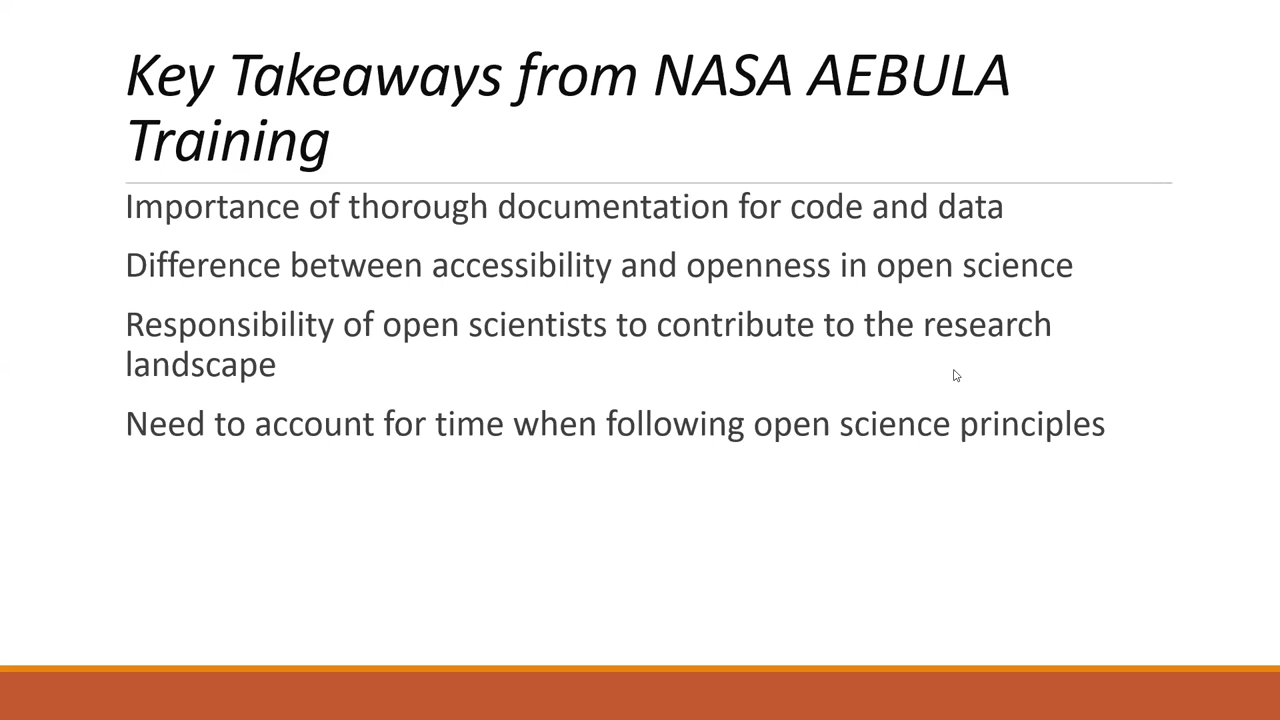 Key Takeaways from NASA AEBULA
Training
Importance of thorough documentation for code and data
Difference between accessibility and openness in open science
Responsibility of open scientists to contribute to the research
landscape
Need to account for time when following open science principles